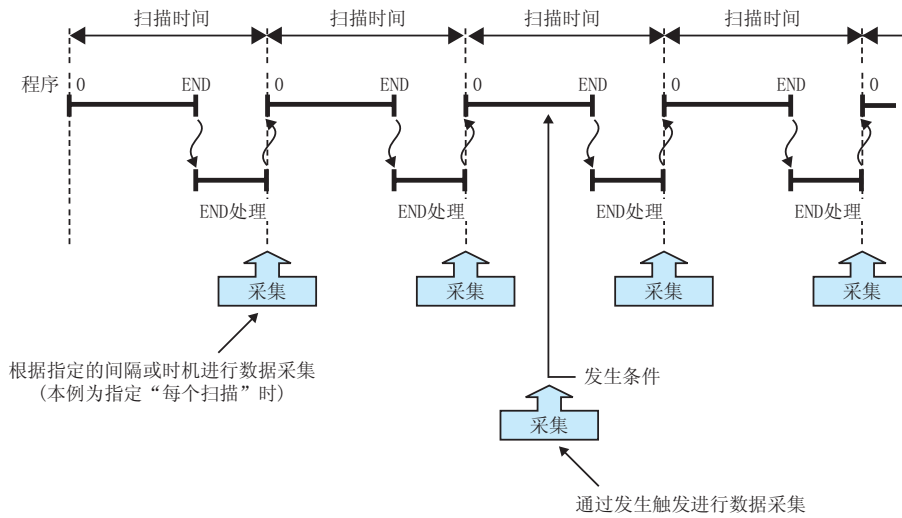 扫描时间 扫描时间 扫描时间 扫描时间
程序 0 END 0 END 0 END 0 END 0
END处理 END处理 END处理 END处理
采集 采集 采集 采集
根据指定的间隔或时机进行数据采集
(本例为指定“每个扫描”时)
发生条件
采集
通过发生触发进行数据采集